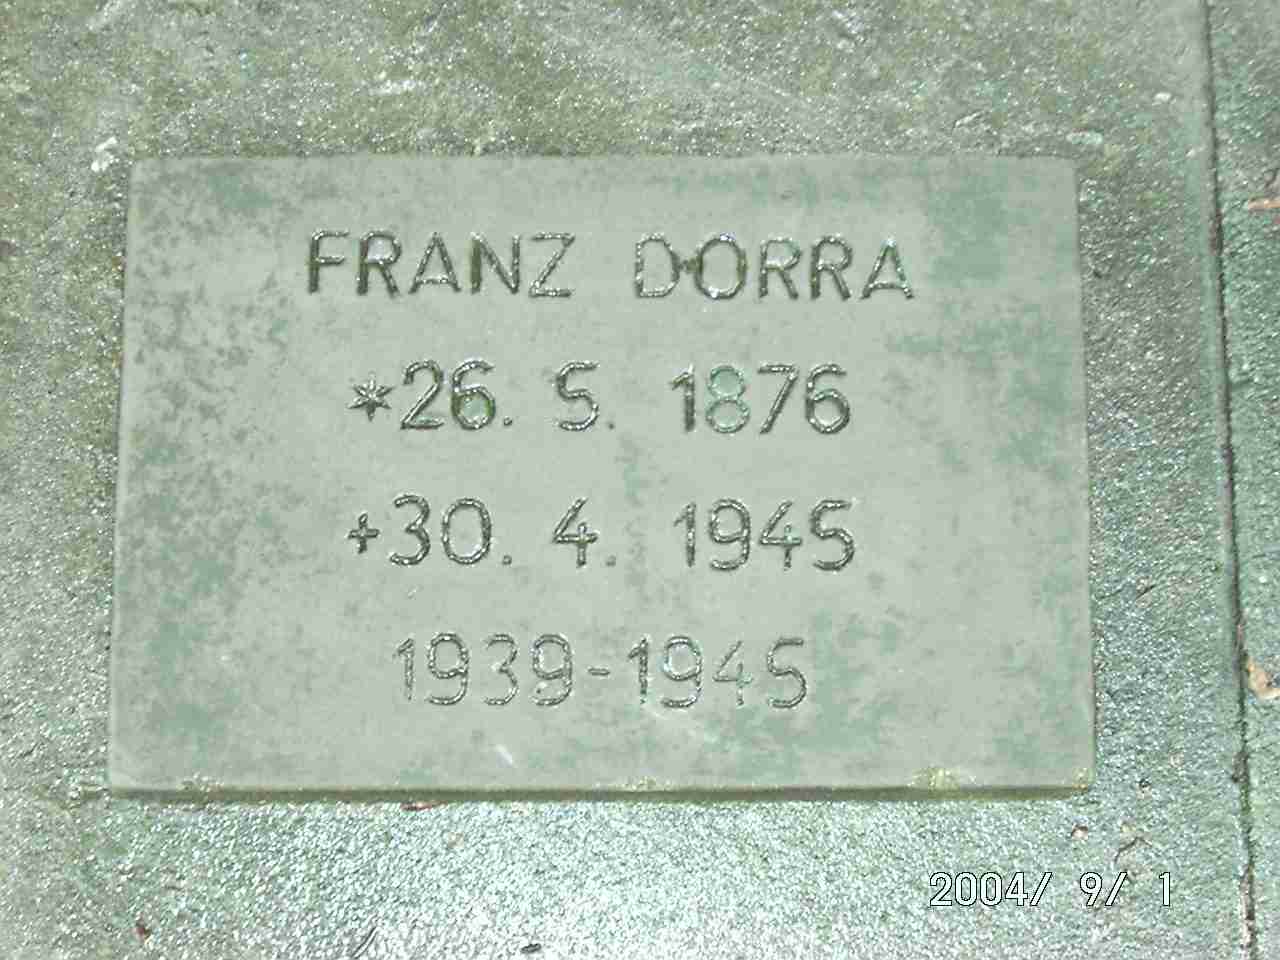 FRANZ DORRA
*26. 5. 1876
+30. 4. 1945
1939-1945
2004/ 9/ 1